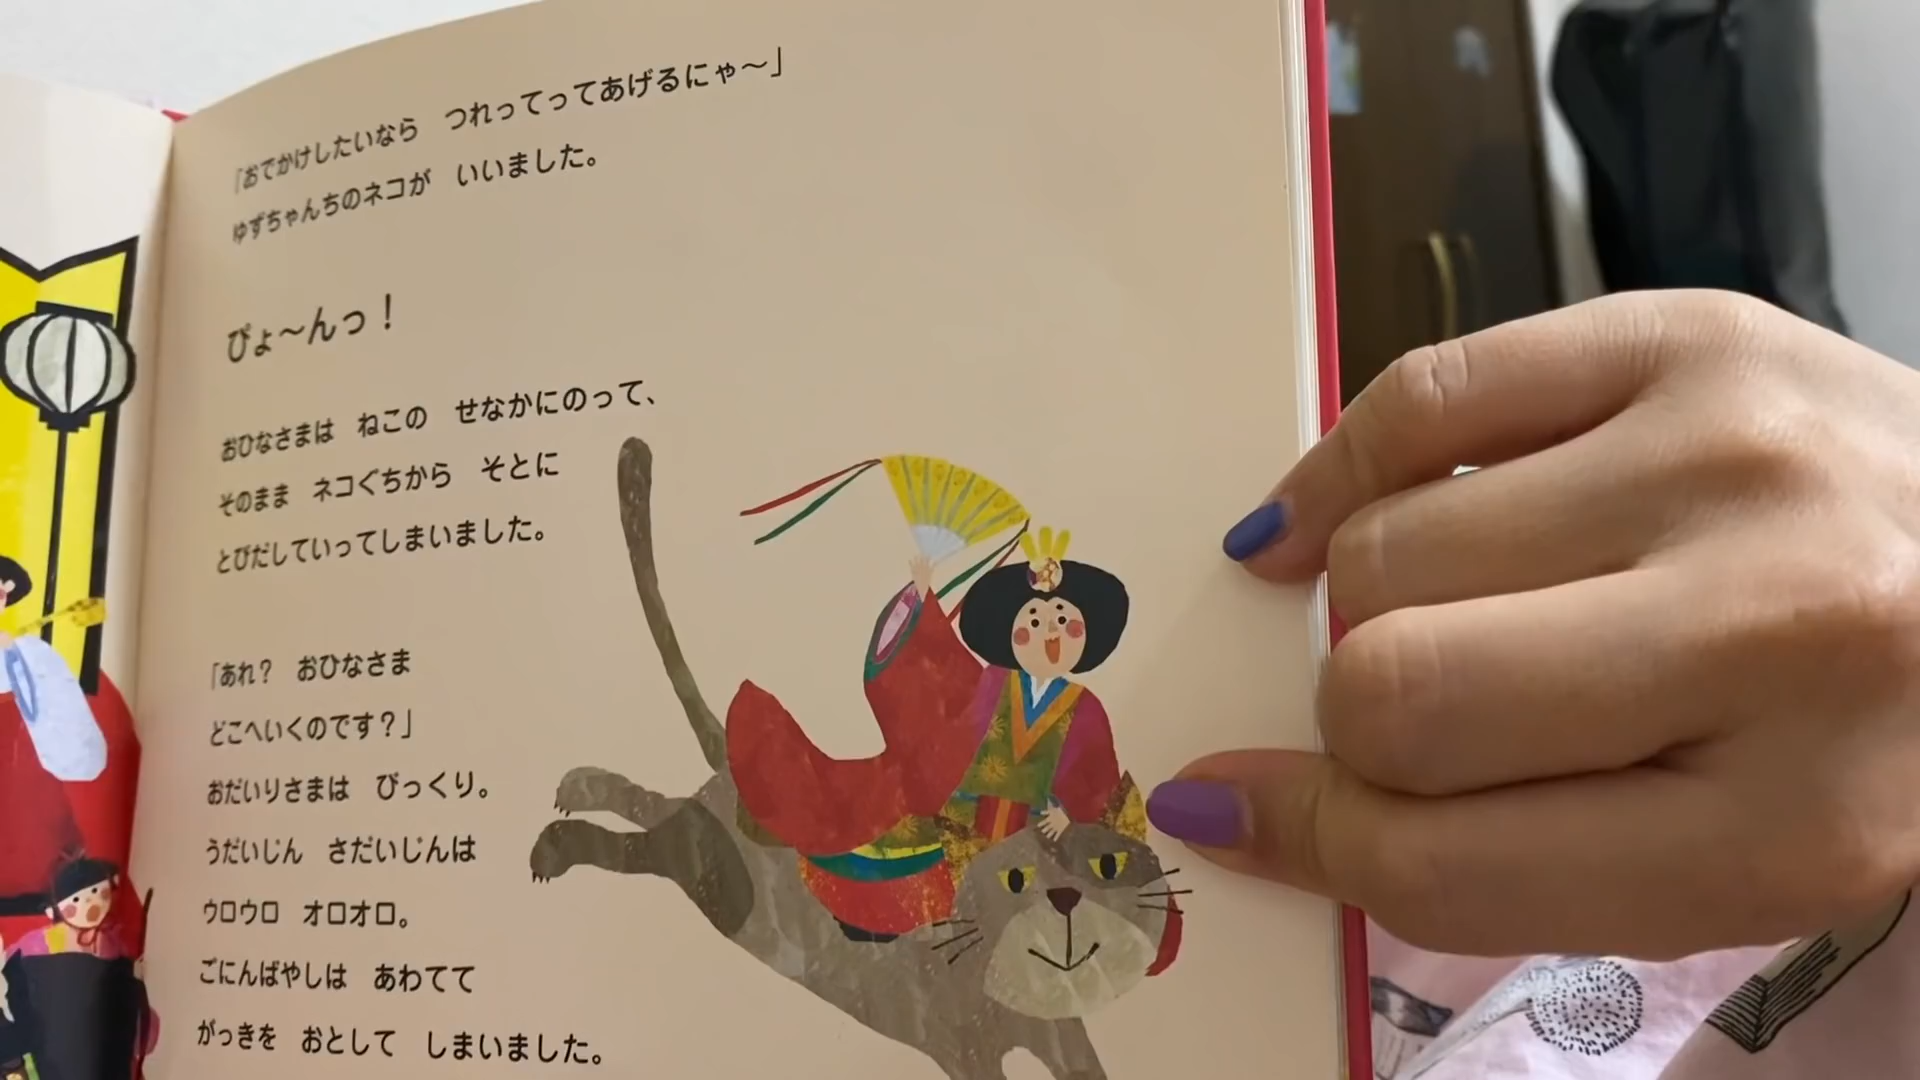 「おでかけしたいなら　つれってってあげるにゃ〜」
ゆずちゃんちのネコが　いいました。
ぴょ〜んっ！
おひなさまは　ねこの　せなかにのって、
そのまま　ネコぐちから　そとに
とびだしていってしまいました。
「あれ？　おひなさま
どこへいくのです？」
おだいりさまは　びっくり。
うだいじん　さだいじんは
ウロウロ　オロオロ。
ごにんばやしは　あわてて
がっきを　おとして　しまいました。